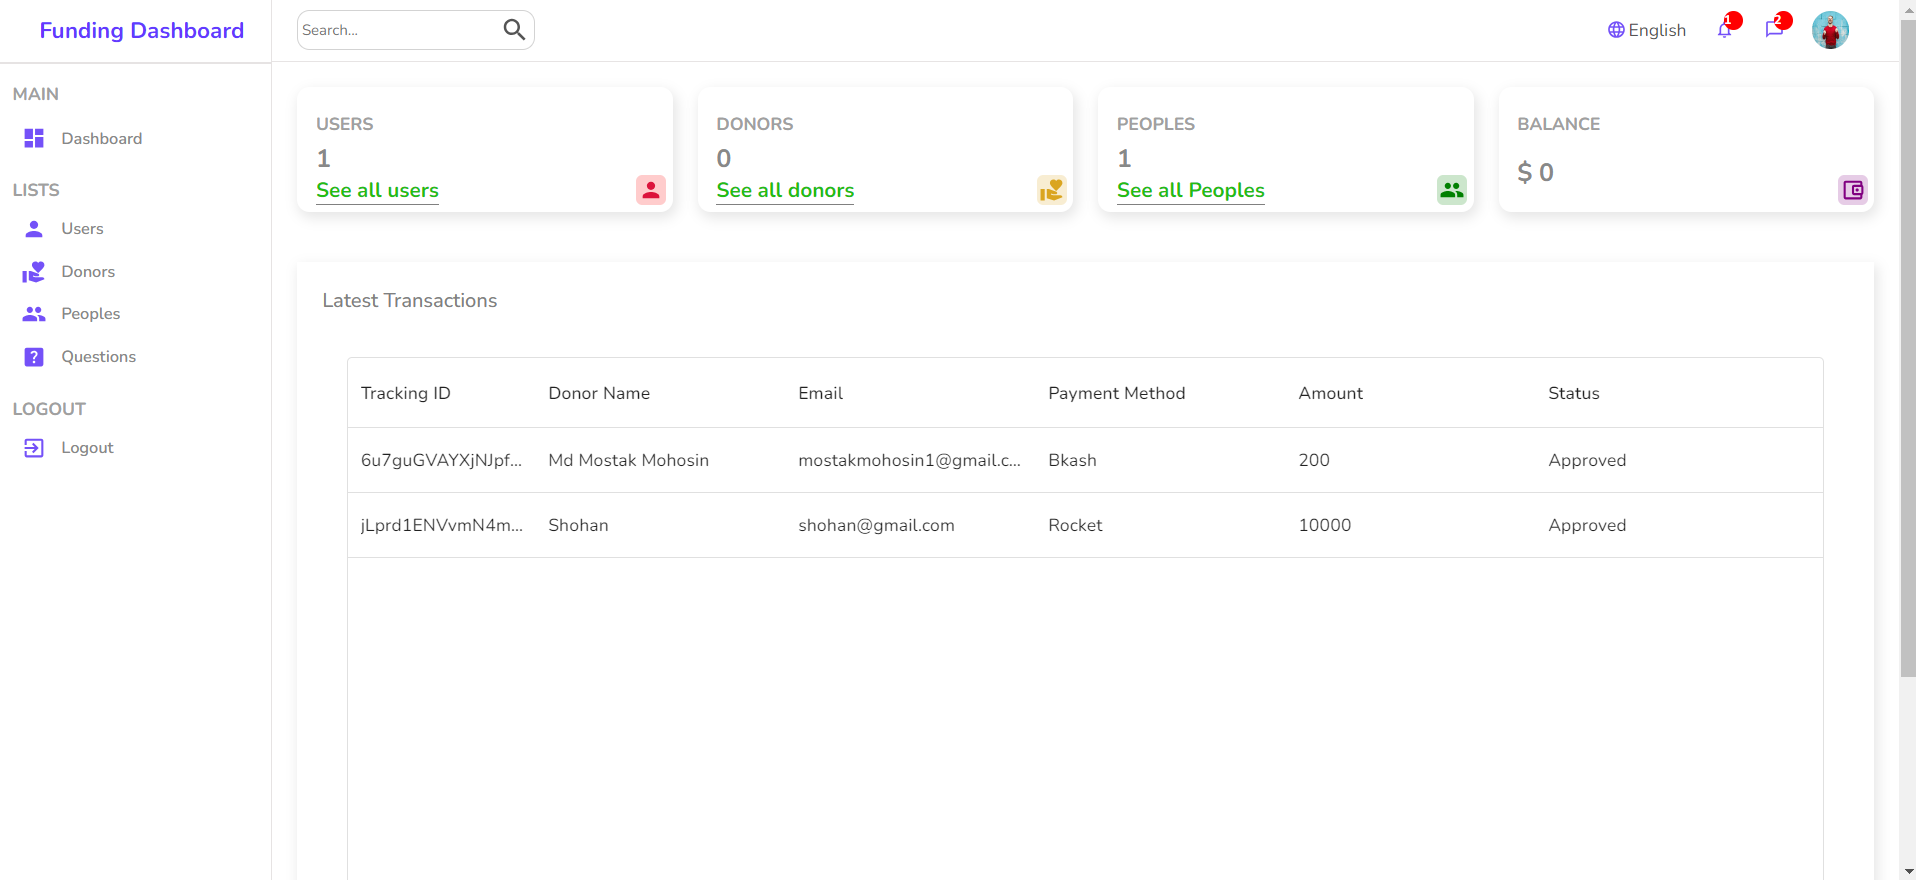 Funding Dashboard
MAIN
Dashboard
LISTS
Users
Donors
Peoples
Questions
LOGOUT
Logout
Search...
English
1
2
USERS
1
See all users
DONORS
0
See all donors
PEOPLES
1
See all Peoples
BALANCE
$ 0
Latest Transactions
Tracking ID Donor Name Email Payment Method Amount Status
6u7guGVAYXjNJpf... Md Mostak Mohosin mostakmohosin1@gmail.c... Bkash 200 Approved
jLprd1ENVvmN4m... Shohan shohan@gmail.com Rocket 10000 Approved